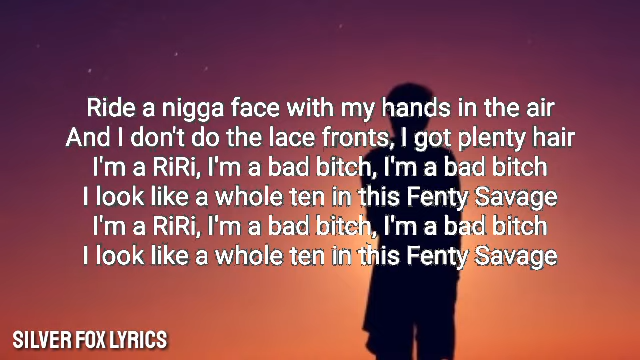 Ride a nigga face with my hands in the air
And I don't do the lace fronts, I got plenty hair
I'm a RiRi, I'm a bad bitch, I'm a bad bitch
I look like a whole ten in this Fenty Savage
I'm a RiRi, I'm a bad bitch, I'm a bad bitch
I look like a whole ten in this Fenty Savage
SILVER FOX LYRICS